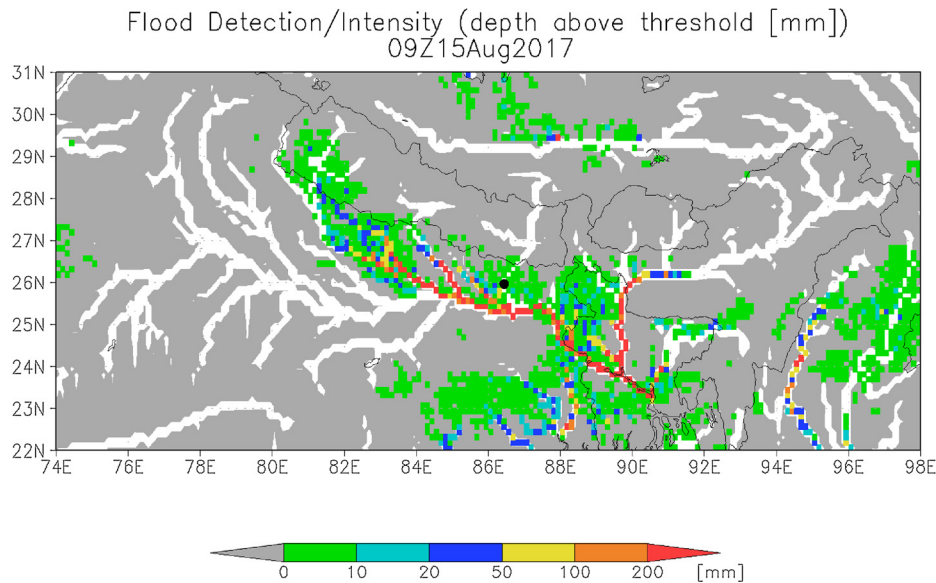 Flood Detection/Intensity (depth above threshold [mm])
09Z15Aug2017
31N
30N
29N
28N
27N
26N
25N
24N
23N
22N
74E 76E 78E 80E 82E 84E 86E 88E 90E 92E 94E 96E 98E
0 10 20 50 100 200 [mm]